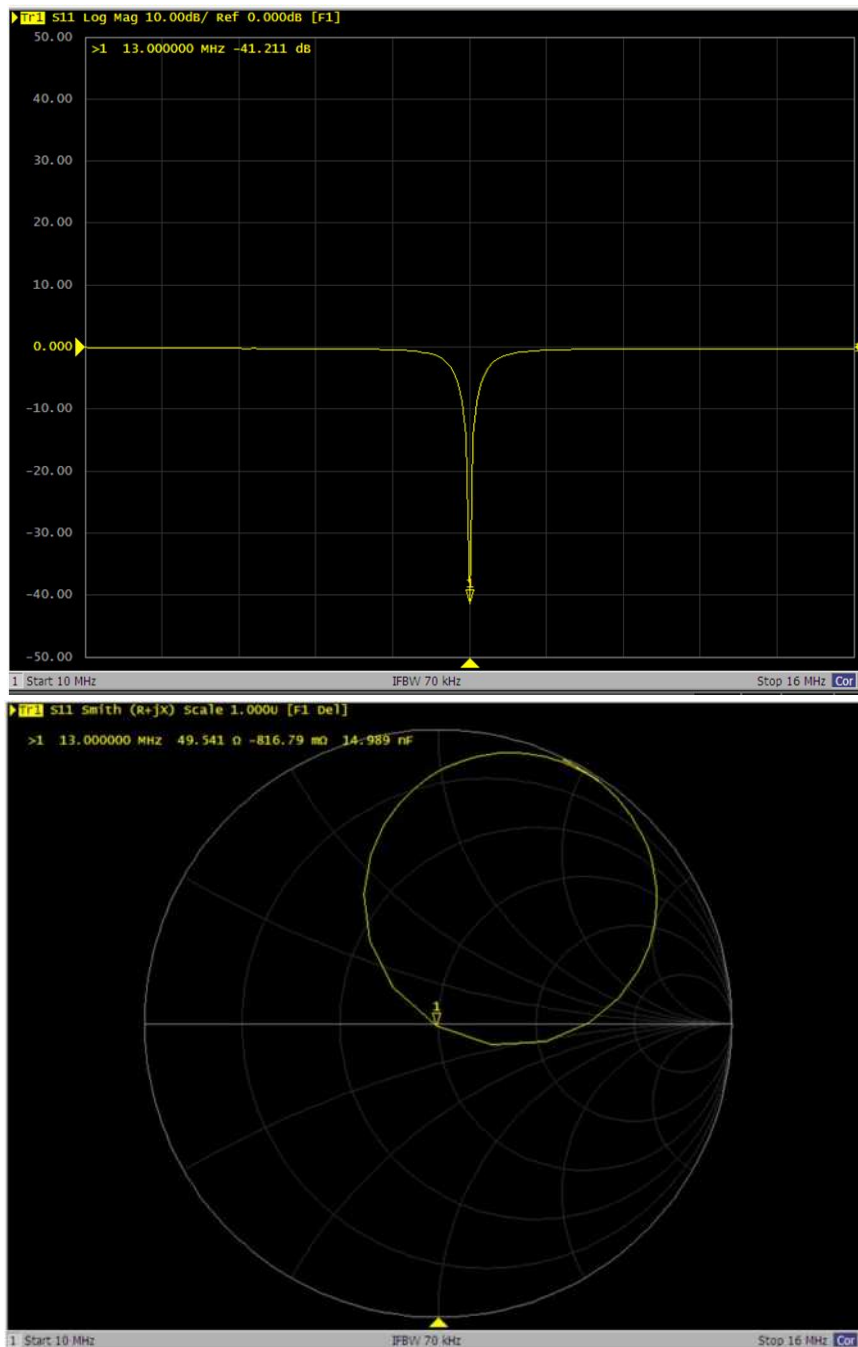 Tr1 S11 Log Mag 10.00dB/ Ref 0.000dB [F1]
50.00
>1 13.000000 MHz -41.211 dB
40.00
30.00
20.00
10.00
0.000
-10.00
-20.00
-30.00
1
-40.00
-50.00
1 Start 10 MHz IFBW 70 kHz Stop 16 MHz Cor
Tr1 S11 Smith (R+jX) Scale 1.000U [F1 Del]
>1 13.000000 MHz 49.541 Ω -816.79 mΩ 14.989 nF
1
1 Start 10 MHz IFBW 70 kHz Stop 16 MHz Cor